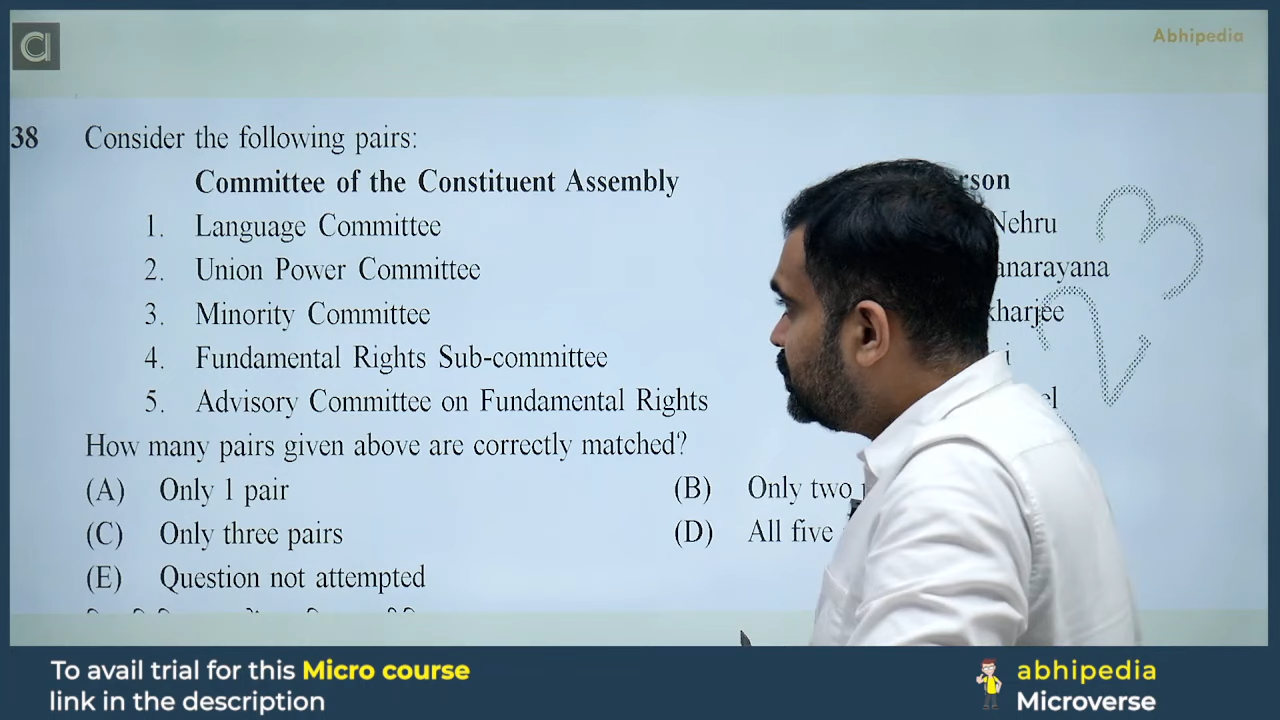 Abhipedia
38 Consider the following pairs:
Committee of the Constituent Assembly
1. Language Committee Nehru
2. Union Power Committee
3. Minority Committee
4. Fundamental Rights Sub-committee
5. Advisory Committee on Fundamental Rights
How many pairs given above are correctly matched?
(A) Only 1 pair (B) Only two
(C) Only three pairs (D) All five
(E) Question not attempted
To avail trial for this Micro course
link in the description
abhipedia
Microverse